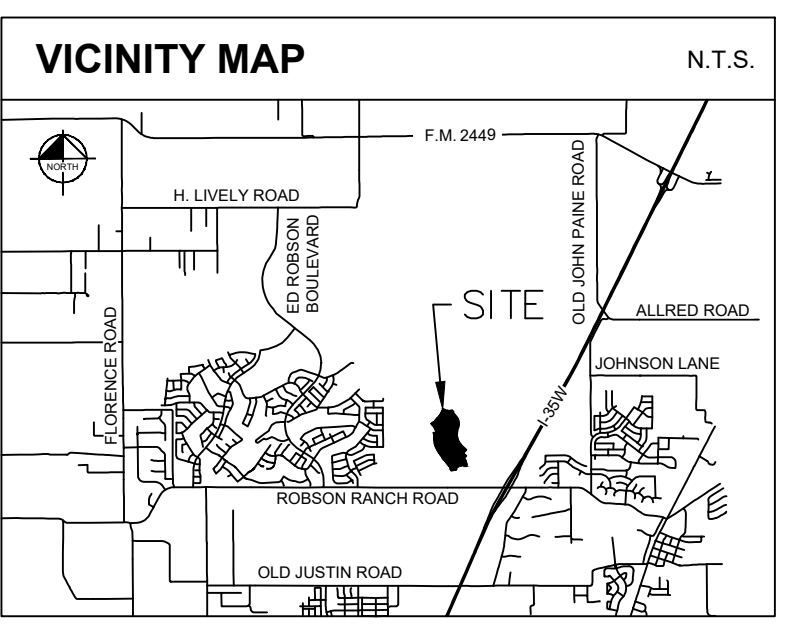 VICINITY MAP
N.T.S.
F.M. 2449
NORTH
H. LIVELY ROAD
OLD JOHN PAINE ROAD
ED ROBSON
BOULEVARD
SITE
ALLRED ROAD
FLORENCE ROAD
JOHNSON LANE
I-35W
ROBSON RANCH ROAD
OLD JUSTIN ROAD